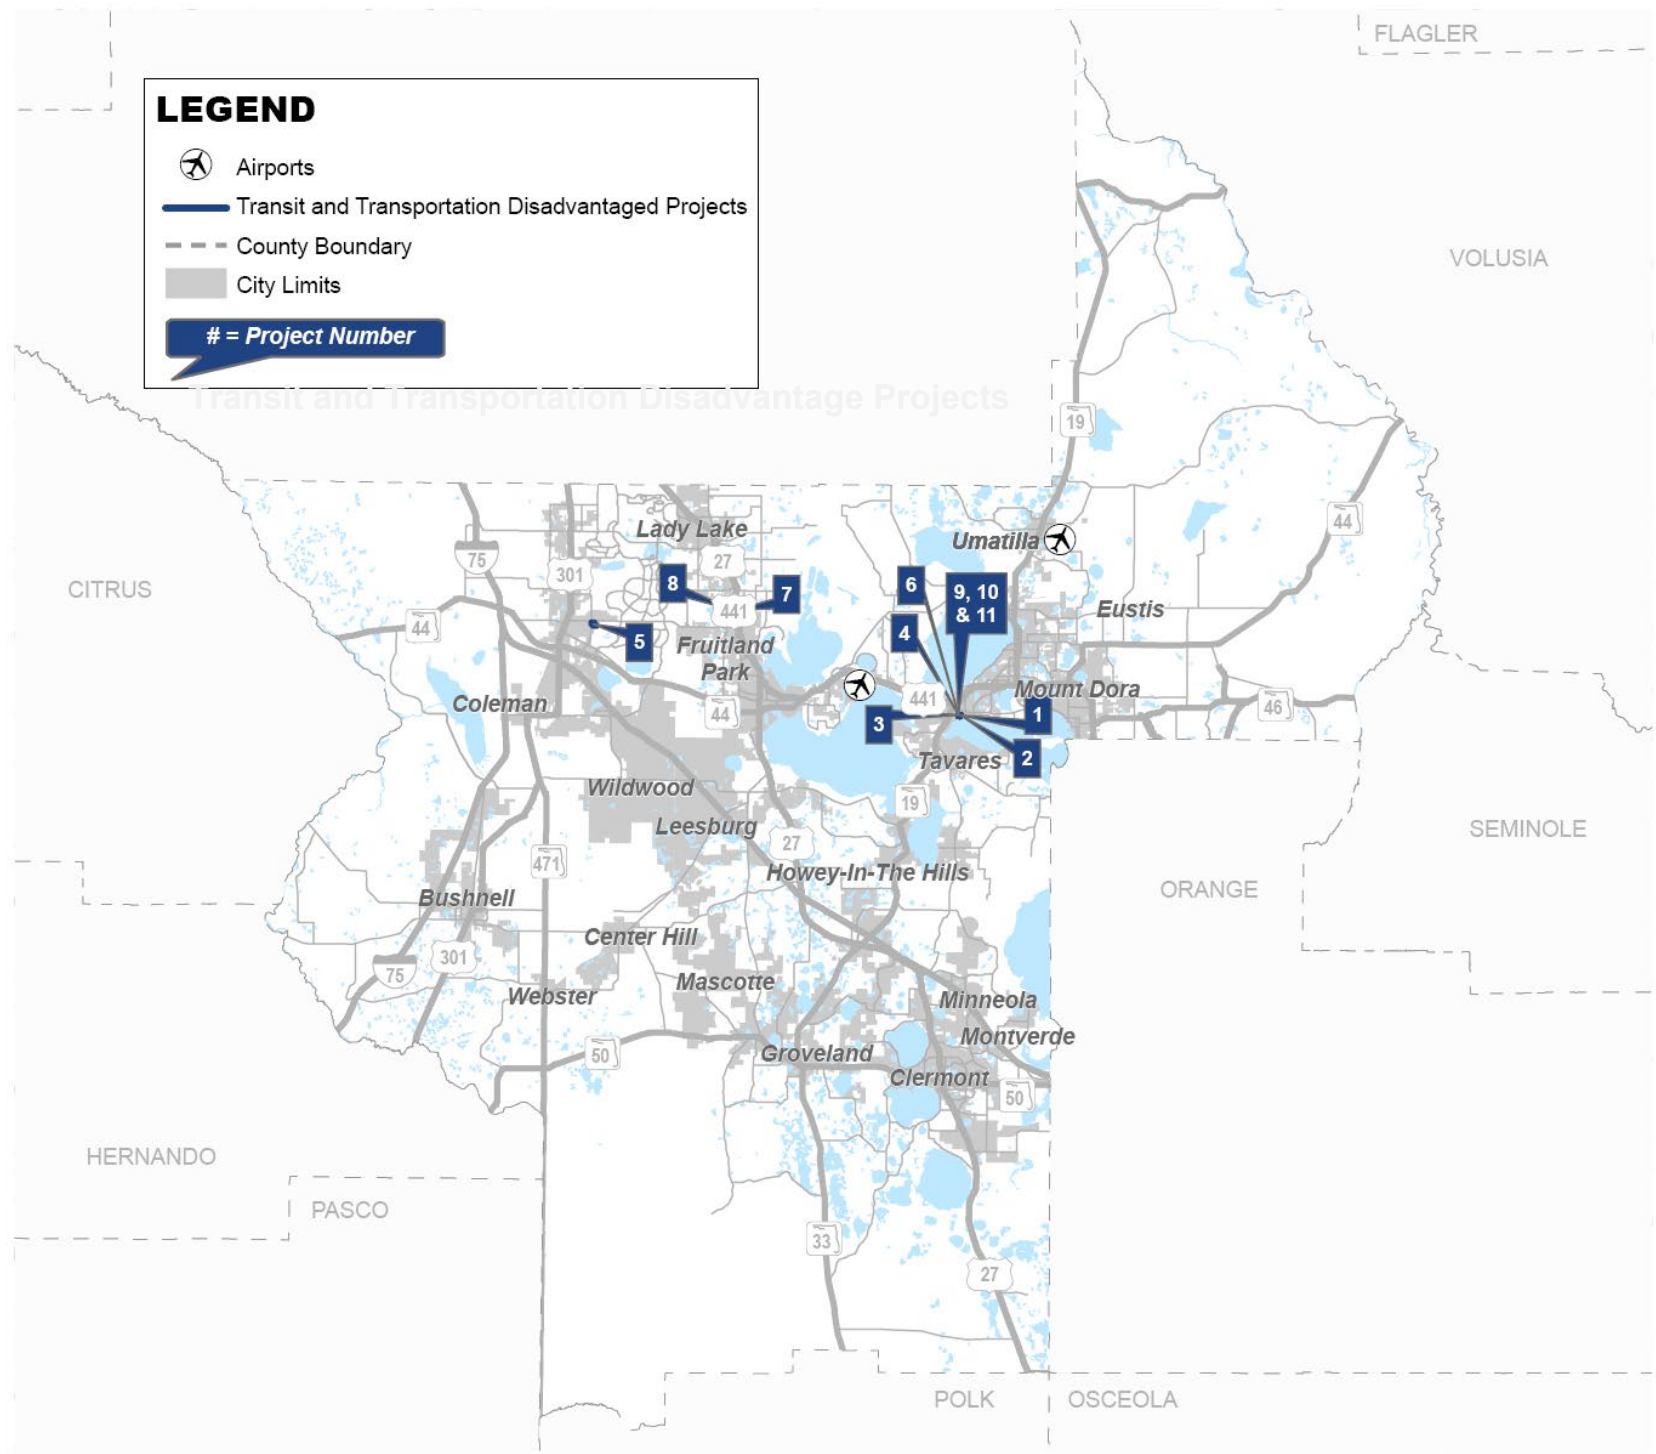 FLAGLER
LEGEND
Airports
Transit and Transportation Disadvantaged Projects
County Boundary
City Limits
# = Project Number
Transit and Transportation Disadvantage Projects
VOLUSIA
19
44
Lady Lake
Umatilla
75
301
27
CITRUS
8
7
6
9, 10
& 11
441
Eustis
44
5
4
Fruitland
Park
Mount Dora
Coleman
44
441
3
1
46
2
Tavares
Wildwood
19
Leesburg
27
SEMINOLE
471
Howey-In-The Hills
ORANGE
Bushnell
Center Hill
301
75
Mascotte
Webster
Minneola
Montverde
50
Groveland
Clermont
50
HERNANDO
PASCO
33
27
POLK
OSCEOLA